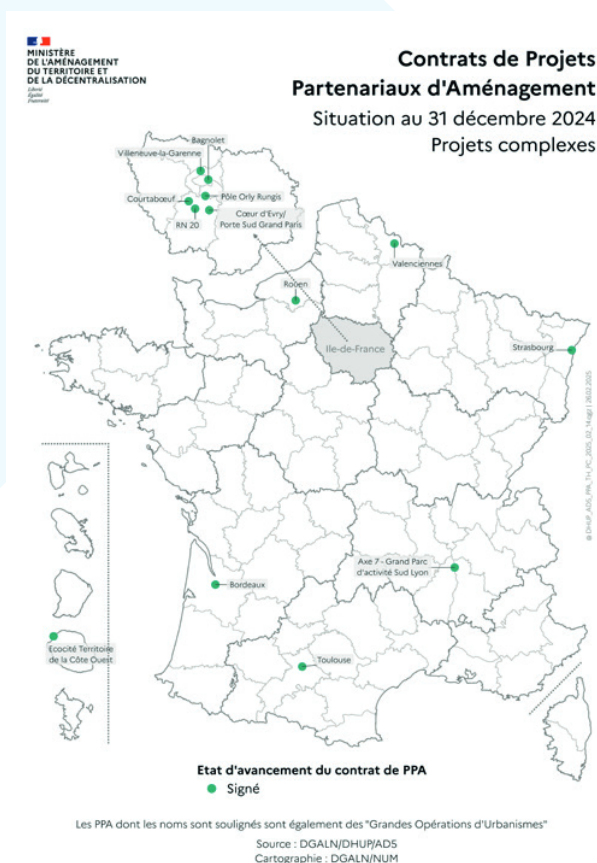 MINISTÈRE
DE L'AMÉNAGEMENT
DU TERRITOIRE ET
DE LA DÉCENTRALISATION
Liberté
Égalité
Fraternité
Contrats de Projets
Partenariaux d'Aménagement
Situation au 31 décembre 2024
Projets complexes
Bagnolet
Villeneuve-la-Garenne
Courtabœuf
Pôle Orly Rungis
RN 20
Cœur d'Evry/
Porte Sud Grand Paris
Valenciennes
Rouen
Ile-de-France
Strasbourg
Axe 7 - Grand Parc
d'activité Sud Lyon
Bordeaux
Toulouse
Ecocité Territoire
de la Côte Ouest
Etat d'avancement du contrat de PPA
Signé
Les PPA dont les noms sont soulignés sont également des "Grandes Opérations d'Urbanismes"
Source : DGALN/DHUP/AD5
Cartographie : DGALN/NUM